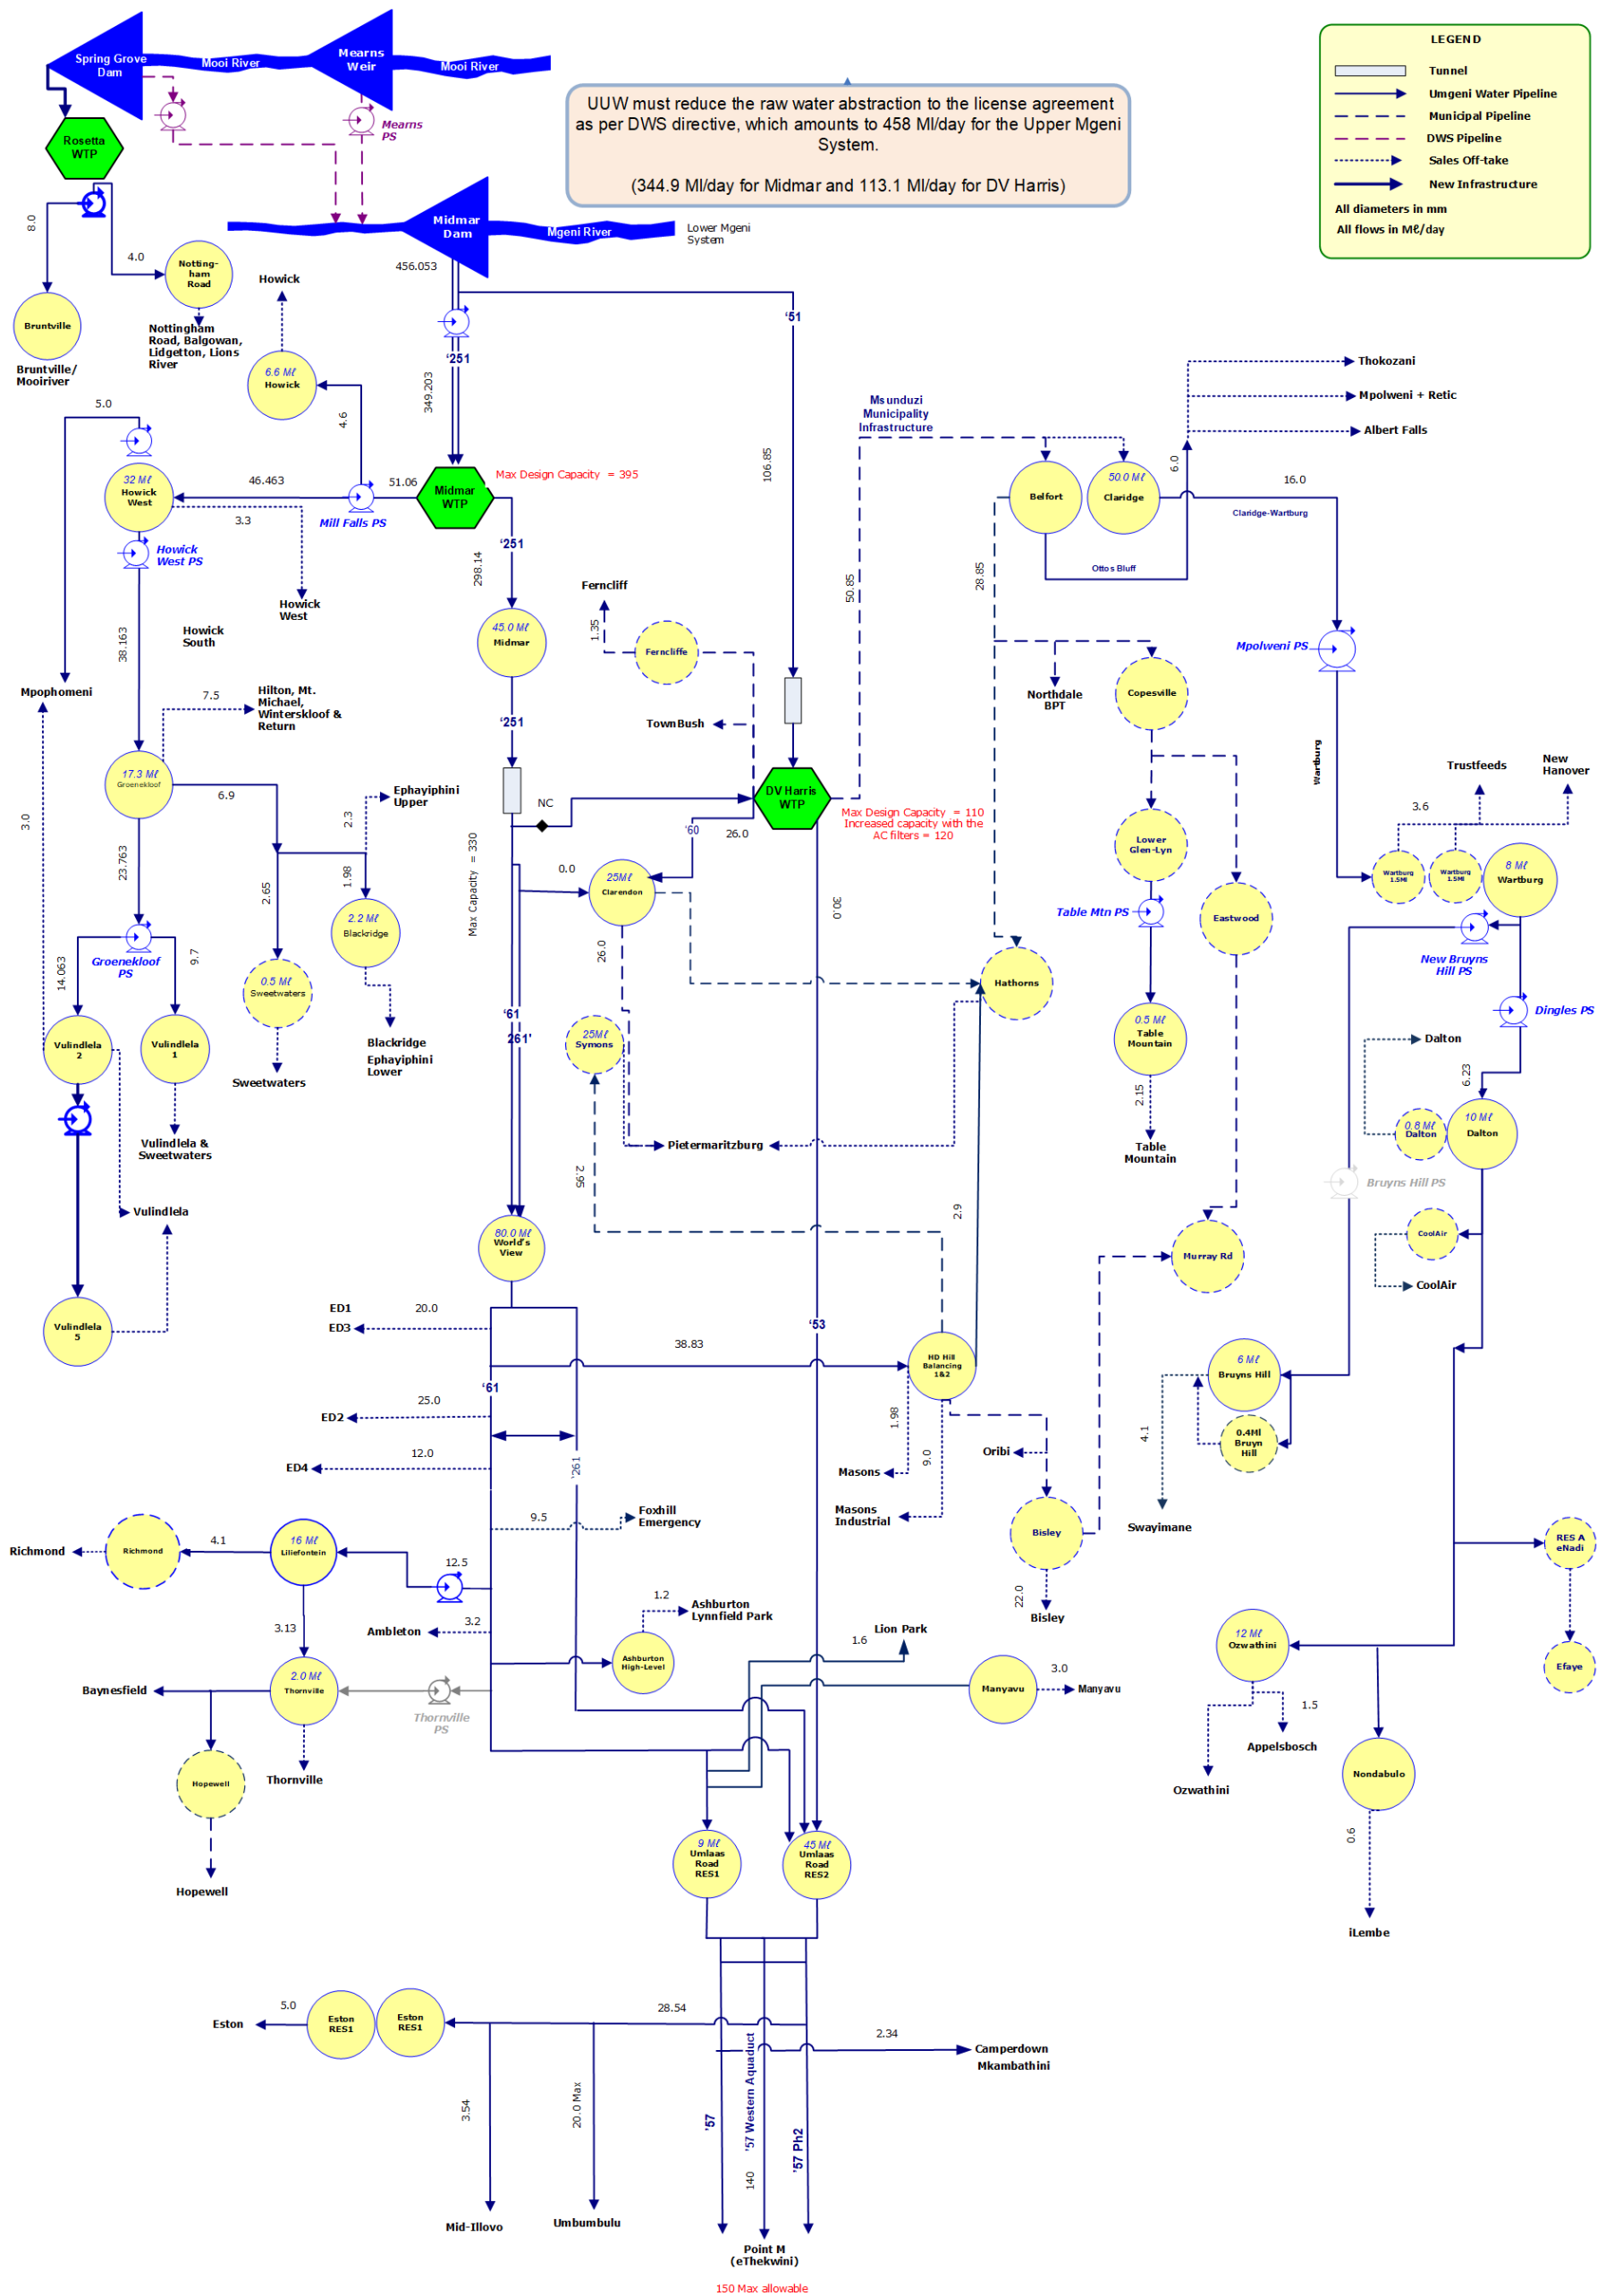 LEGEND
Tunnel
Umgeni Water Pipeline
Municipal Pipeline
DWS Pipeline
Sales Off-take
New Infrastructure
All diameters in mm
All flows in Mℓ/day
Spring Grove
Dam
Mooi River
Mearns
Weir
Mooi River
Mearns
PS
Rosetta
WTP
UUW must reduce the raw water abstraction to the license agreement
as per DWS directive, which amounts to 458 Ml/day for the Upper Mgeni
System.
(344.9 Ml/day for Midmar and 113.1 Ml/day for DV Harris)
8.0
4.0
Notting-
ham
Road
Nottingham
Road, Balgowan,
Lidgetton, Lions
River
Bruntville
Bruntville/
Mooiriver
Midmar
Dam
Mgeni River
Lower Mgeni
System
456.053
Howick
6.6 Mℓ
Howick
4.6
‘251
349.203
‘51
106.85
5.0
32 Mℓ
Howick
West
46.463
51.06
Mill Falls PS
3.3
Midmar
WTP
Max Design Capacity = 395
Howick
West PS
Howick
West
Howick
South
38.163
‘251
298.14
45.0 Mℓ
Midmar
‘251
Mpophomeni
3.0
7.5
Hilton, Mt.
Michael,
Winterskloof &
Return
17.3 Mℓ
Groenekloof
6.9
2.3
Ephayiphini
Upper
23.763
2.65
1.98
2.2 Mℓ
Blackridge
Groenekloof
PS
14.063
9.7
0.5 Mℓ
Sweetwaters
Sweetwaters
Blackridge
Ephayiphini
Lower
Vulindlela
2
Vulindlela
1
Vulindlela &
Sweetwaters
Vulindlela
Vulindlela
5
Ferncliff
1.35
Ferncliffe
TownBush
NC
DV Harris
WTP
Max Design Capacity = 110
Increased capacity with the
AC filters = 120
'60
26.0
Max Capacity = 330
0.0
25Mℓ
Clarendon
26.0
30.0
‘61
261'
25Mℓ
Symons
Pietermaritzburg
2.95
2.9
80.0 Mℓ
World's
View
Msunduzi
Municipality
Infrastructure
50.85
Belfort
50.0 Mℓ
Claridge
28.85
6.0
Ottos Bluff
Thokozani
Mpolweni + Retic
Albert Falls
16.0
Claridge-Wartburg
Mpolweni PS
Wartburg
Northdale
BPT
Copesville
Lower
Glen-Lyn
Table Mtn PS
Eastwood
Hathorns
0.5 Mℓ
Table
Mountain
2.15
Table
Mountain
Murray Rd
Trustfeeds
New
Hanover
3.6
Wartburg
1.5Ml
Wartburg
1.5Ml
8 Mℓ
Wartburg
New Bruyns
Hill PS
Dingles PS
Dalton
6.23
0.8 Mℓ
Dalton
10 Mℓ
Dalton
Bruyns Hill PS
CoolAir
CoolAir
6 Mℓ
Bruyns Hill
0.4Ml
Bruyn
Hill
4.1
Swayimane
RES A
eNadi
Efaye
12 Mℓ
Ozwathini
1.5
Appelsbosch
Ozwathini
Nondabulo
0.6
iLembe
ED1
ED3
20.0
38.83
‘53
HD Hill
Balancing
1&2
‘61
ED2
25.0
ED4
12.0
‘261
1.98
9.0
Masons
Masons
Industrial
Oribi
Bisley
22.0
Bisley
9.5
Foxhill
Emergency
Richmond
Richmond
4.1
16 Mℓ
Liliefontein
12.5
3.13
Ambleton
3.2
1.2
Ashburton
Lynnfield Park
Ashburton
High-Level
Lion Park
1.6
Manyavu
3.0
Manyavu
Baynesfield
2.0 Mℓ
Thornville
Thornville
PS
Hopewell
Thornville
Hopewell
9 Mℓ
Umlaas
Road
RES1
45 Mℓ
Umlaas
Road
RES2
Eston
5.0
Eston
RES1
Eston
RES1
28.54
2.34
Camperdown
Mkambathini
3.54
20.0 Max
'57
140
'57 Western Aquaduct
'57 Ph2
Mid-Illovo
Umbumbulu
Point M
(eThekwini)
150 Max allowable